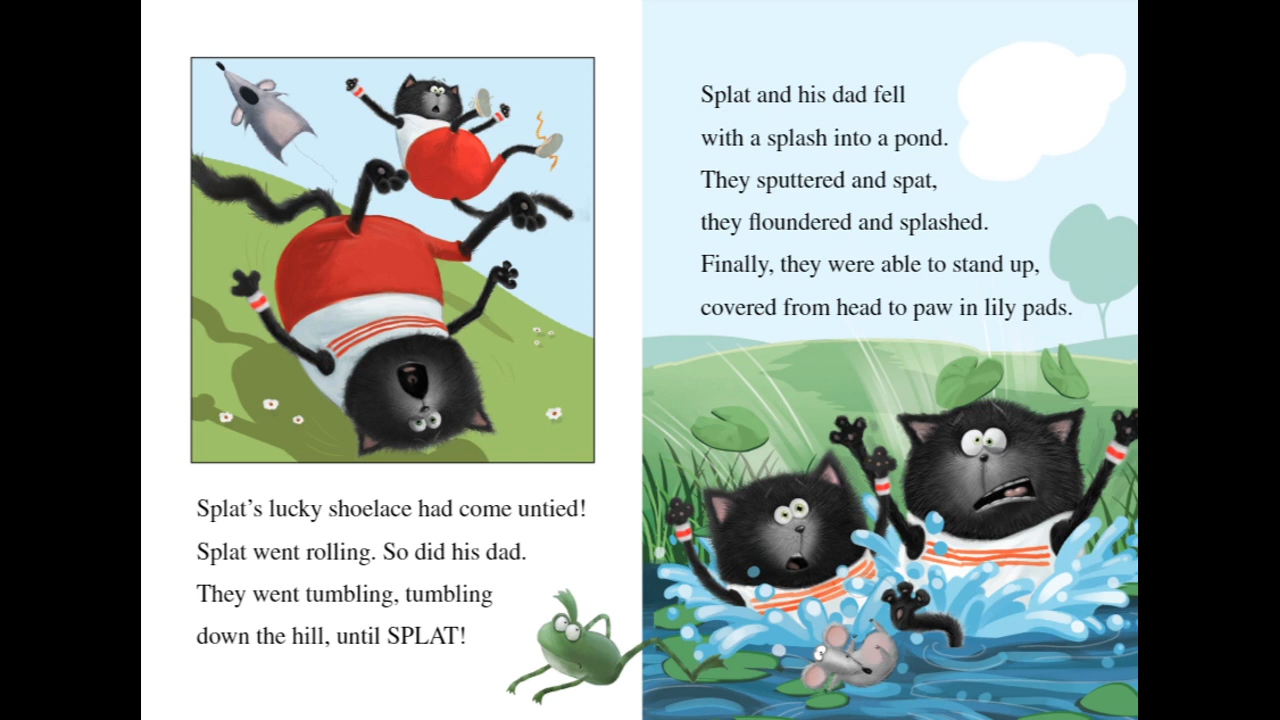 Splat’s lucky shoelace had come untied!
Splat went rolling. So did his dad.
They went tumbling, tumbling
down the hill, until SPLAT!
Splat and his dad fell
with a splash into a pond.
They sputtered and spat,
they floundered and splashed.
Finally, they were able to stand up,
covered from head to paw in lily pads.